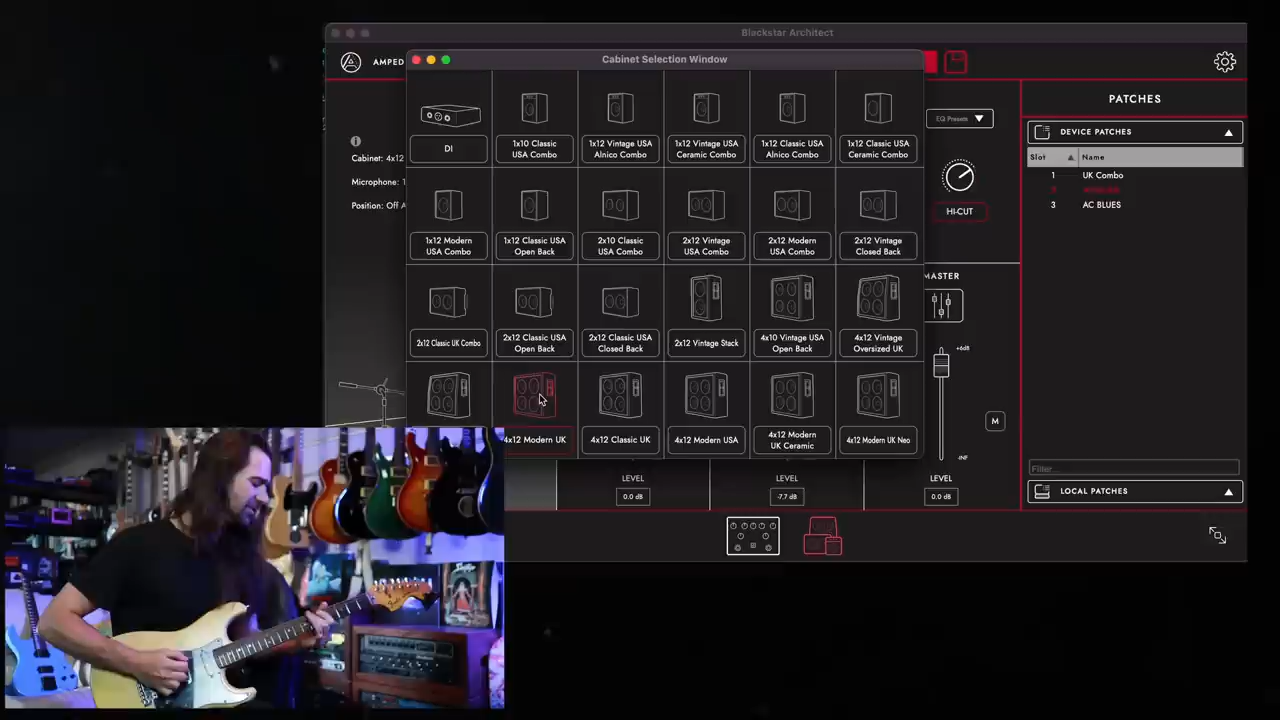 Blackstar Architect
AMPED
Cabinet Selection Window
PATCHES
DI
1x10 Classic
USA Combo
1x12 Vintage USA
Alnico Combo
1x12 Vintage USA
Ceramic Combo
1x12 Classic USA
Alnico Combo
1x12 Classic USA
Ceramic Combo
EQ Presets
DEVICE PATCHES
Slot
Name
Cabinet: 4x12
Microphone: 1
Position: Off A
1
UK Combo
3
AC BLUES
HI-CUT
1x12 Modern
USA Combo
1x12 Classic USA
Open Back
2x10 Classic
USA Combo
2x12 Vintage
USA Combo
2x12 Modern
USA Combo
2x12 Vintage
Closed Back
MASTER
2x12 Classic UK Combo
2x12 Classic USA
Open Back
2x12 Classic USA
Closed Back
2x12 Vintage Stack
4x10 Vintage USA
Open Back
4x12 Vintage
Oversized UK
+6dB
4x12 Modern UK
4x12 Classic UK
4x12 Modern USA
4x12 Modern
UK Ceramic
4x12 Modern UK Neo
M
-INF
Filter...
LEVEL
LEVEL
LEVEL
LOCAL PATCHES
0.0 dB
-7.7 dB
0.0 dB